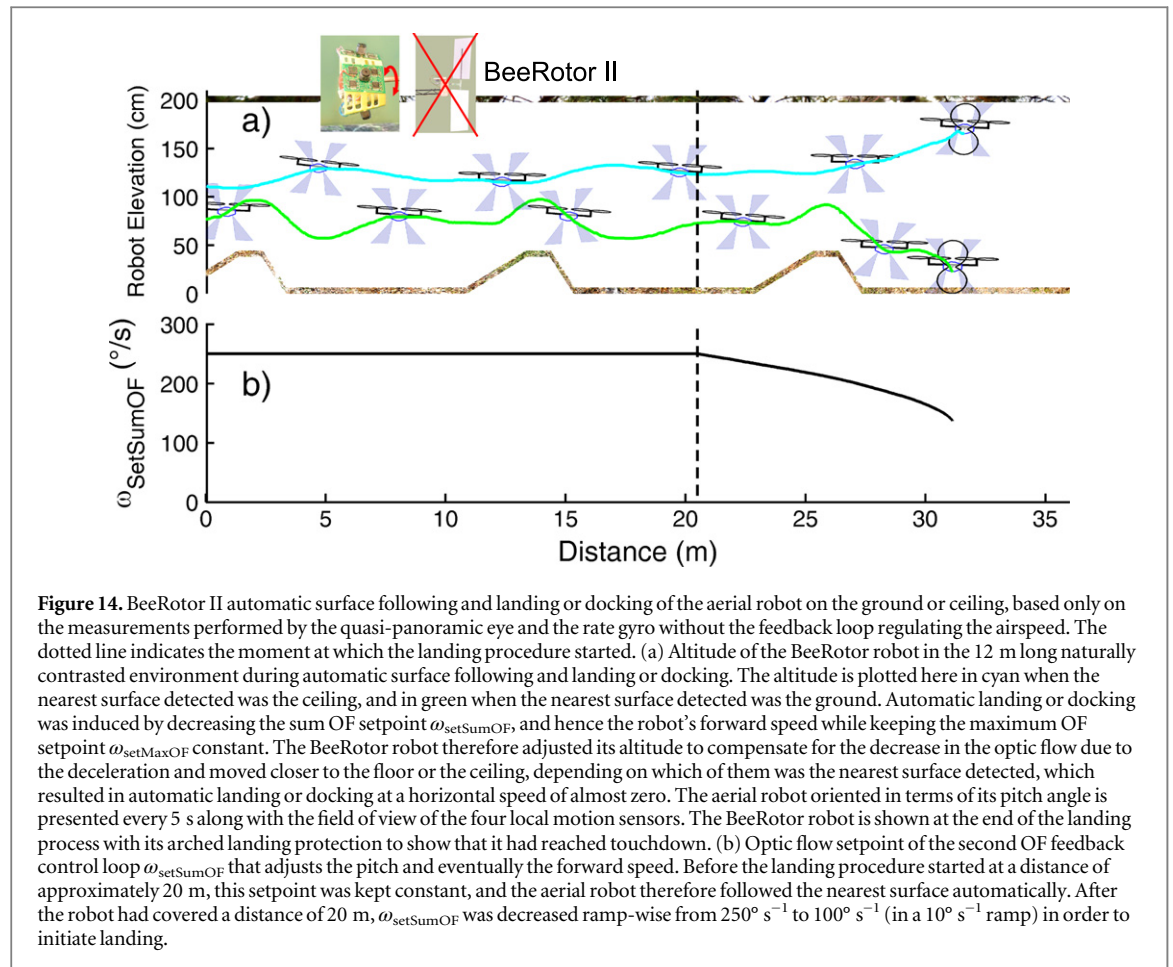 BeeRotor II
200
150
100
50
0
Robot Elevation (cm)
a)
300
200
100
0
ωSetSumOF (°/s)
b)
0 5 10 15 20 25 30 35
Distance (m)
Figure 14. BeeRotor II automatic surface following and landing or docking of the aerial robot on the ground or ceiling, based only on
the measurements performed by the quasi-panoramic eye and the rate gyro without the feedback loop regulating the airspeed. The
dotted line indicates the moment at which the landing procedure started. (a) Altitude of the BeeRotor robot in the 12 m long naturally
contrasted environment during automatic surface following and landing or docking. The altitude is plotted here in cyan when the
nearest surface detected was the ceiling, and in green when the nearest surface detected was the ground. Automatic landing or docking
was induced by decreasing the sum OF setpoint ωsetSumOF, and hence the robot's forward speed while keeping the maximum OF
setpoint ωsetMaxOF constant. The BeeRotor robot therefore adjusted its altitude to compensate for the decrease in the optic flow due to
the deceleration and moved closer to the floor or the ceiling, depending on which of them was the nearest surface detected, which
resulted in automatic landing or docking at a horizontal speed of almost zero. The aerial robot oriented in terms of its pitch angle is
presented every 5 s along with the field of view of the four local motion sensors. The BeeRotor robot is shown at the end of the landing
process with its arched landing protection to show that it had reached touchdown. (b) Optic flow setpoint of the second OF feedback
control loop ωsetSumOF that adjusts the pitch and eventually the forward speed. Before the landing procedure started at a distance of
approximately 20 m, this setpoint was kept constant, and the aerial robot therefore followed the nearest surface automatically. After
the robot had covered a distance of 20 m, ωsetSumOF was decreased ramp-wise from 250° s−1 to 100° s−1 (in a 10° s−1 ramp) in order to
initiate landing.